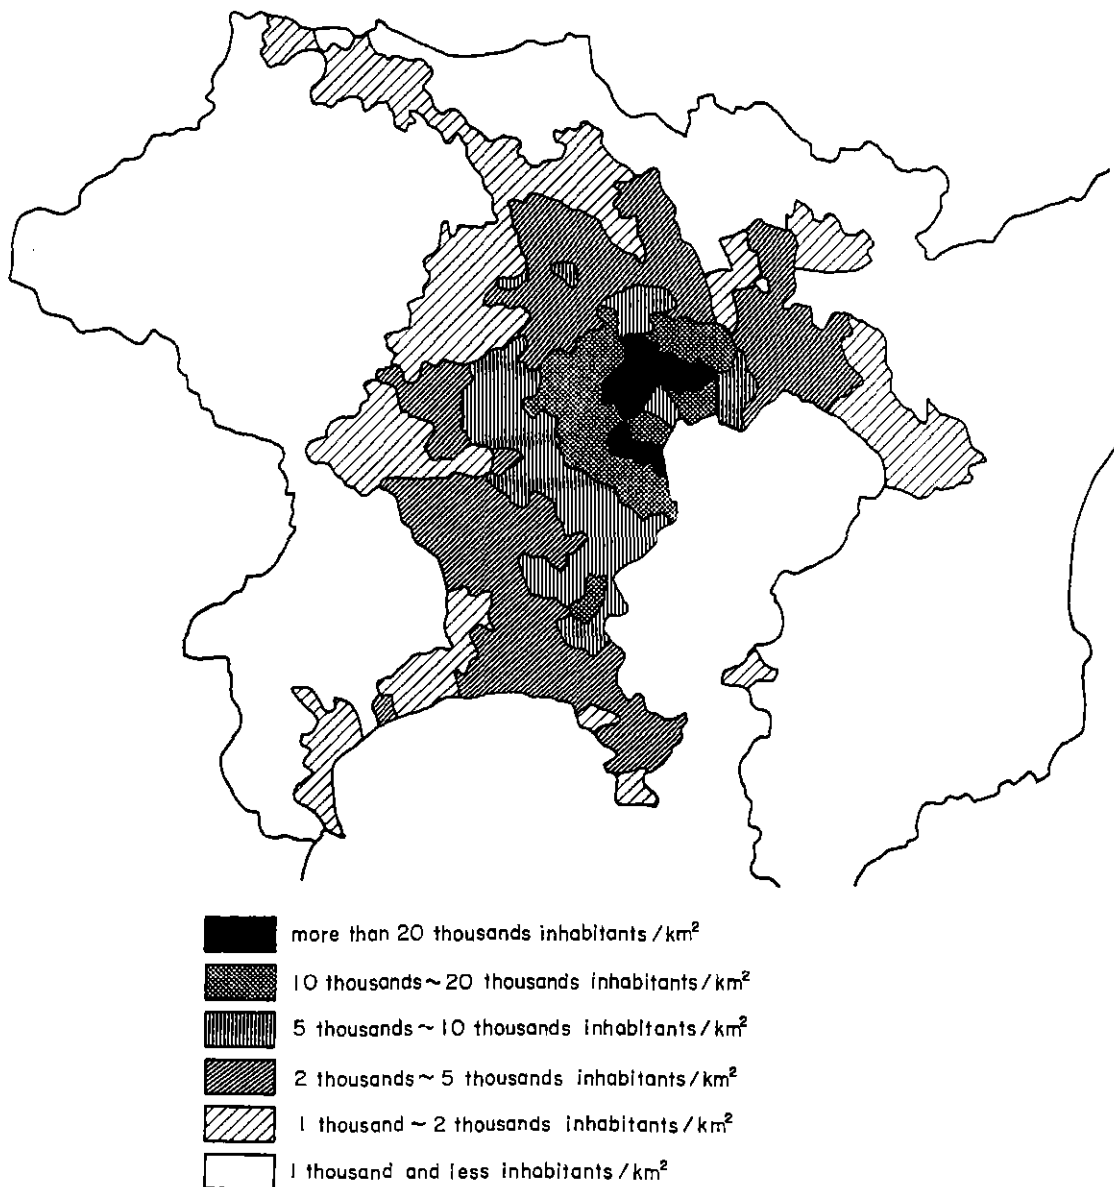 more than 20 thousands inhabitants/km²
10 thousands~20 thousands inhabitants/km²
5 thousands~10 thousands inhabitants/km²
2 thousands~5 thousands inhabitants/km²
1 thousand~2 thousands inhabitants/km²
1 thousand and less inhabitants/km²